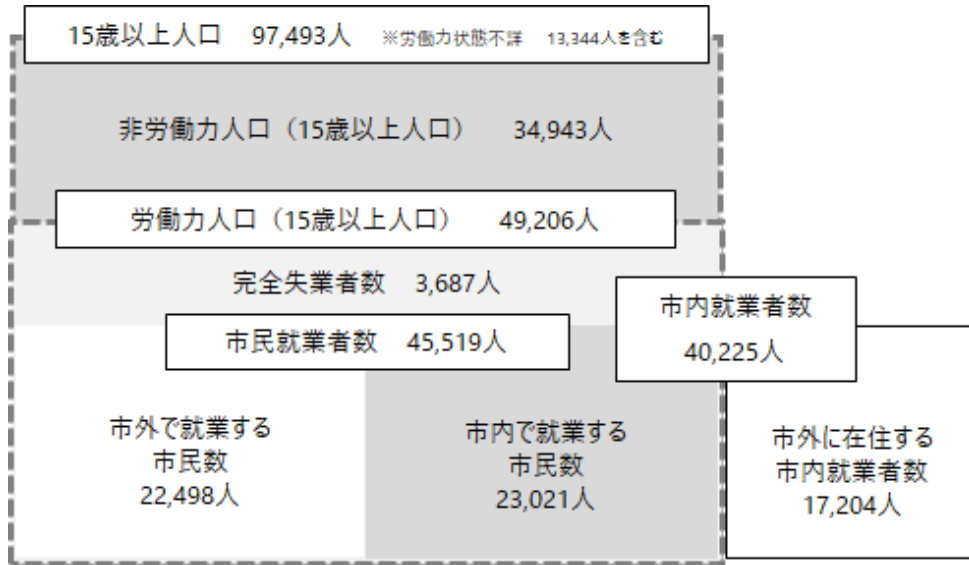 15歳以上人口　97,493人　※労働力状態不詳　13,344人を含む
非労働力人口（15歳以上人口）　34,943人
労働力人口（15歳以上人口）　49,206人
完全失業者数　3,687人
市民就業者数　45,519人
市内就業者数
40,225人
市外で就業する
市民数
22,498人
市内で就業する
市民数
23,021人
市外に在住する
市内就業者数
17,204人